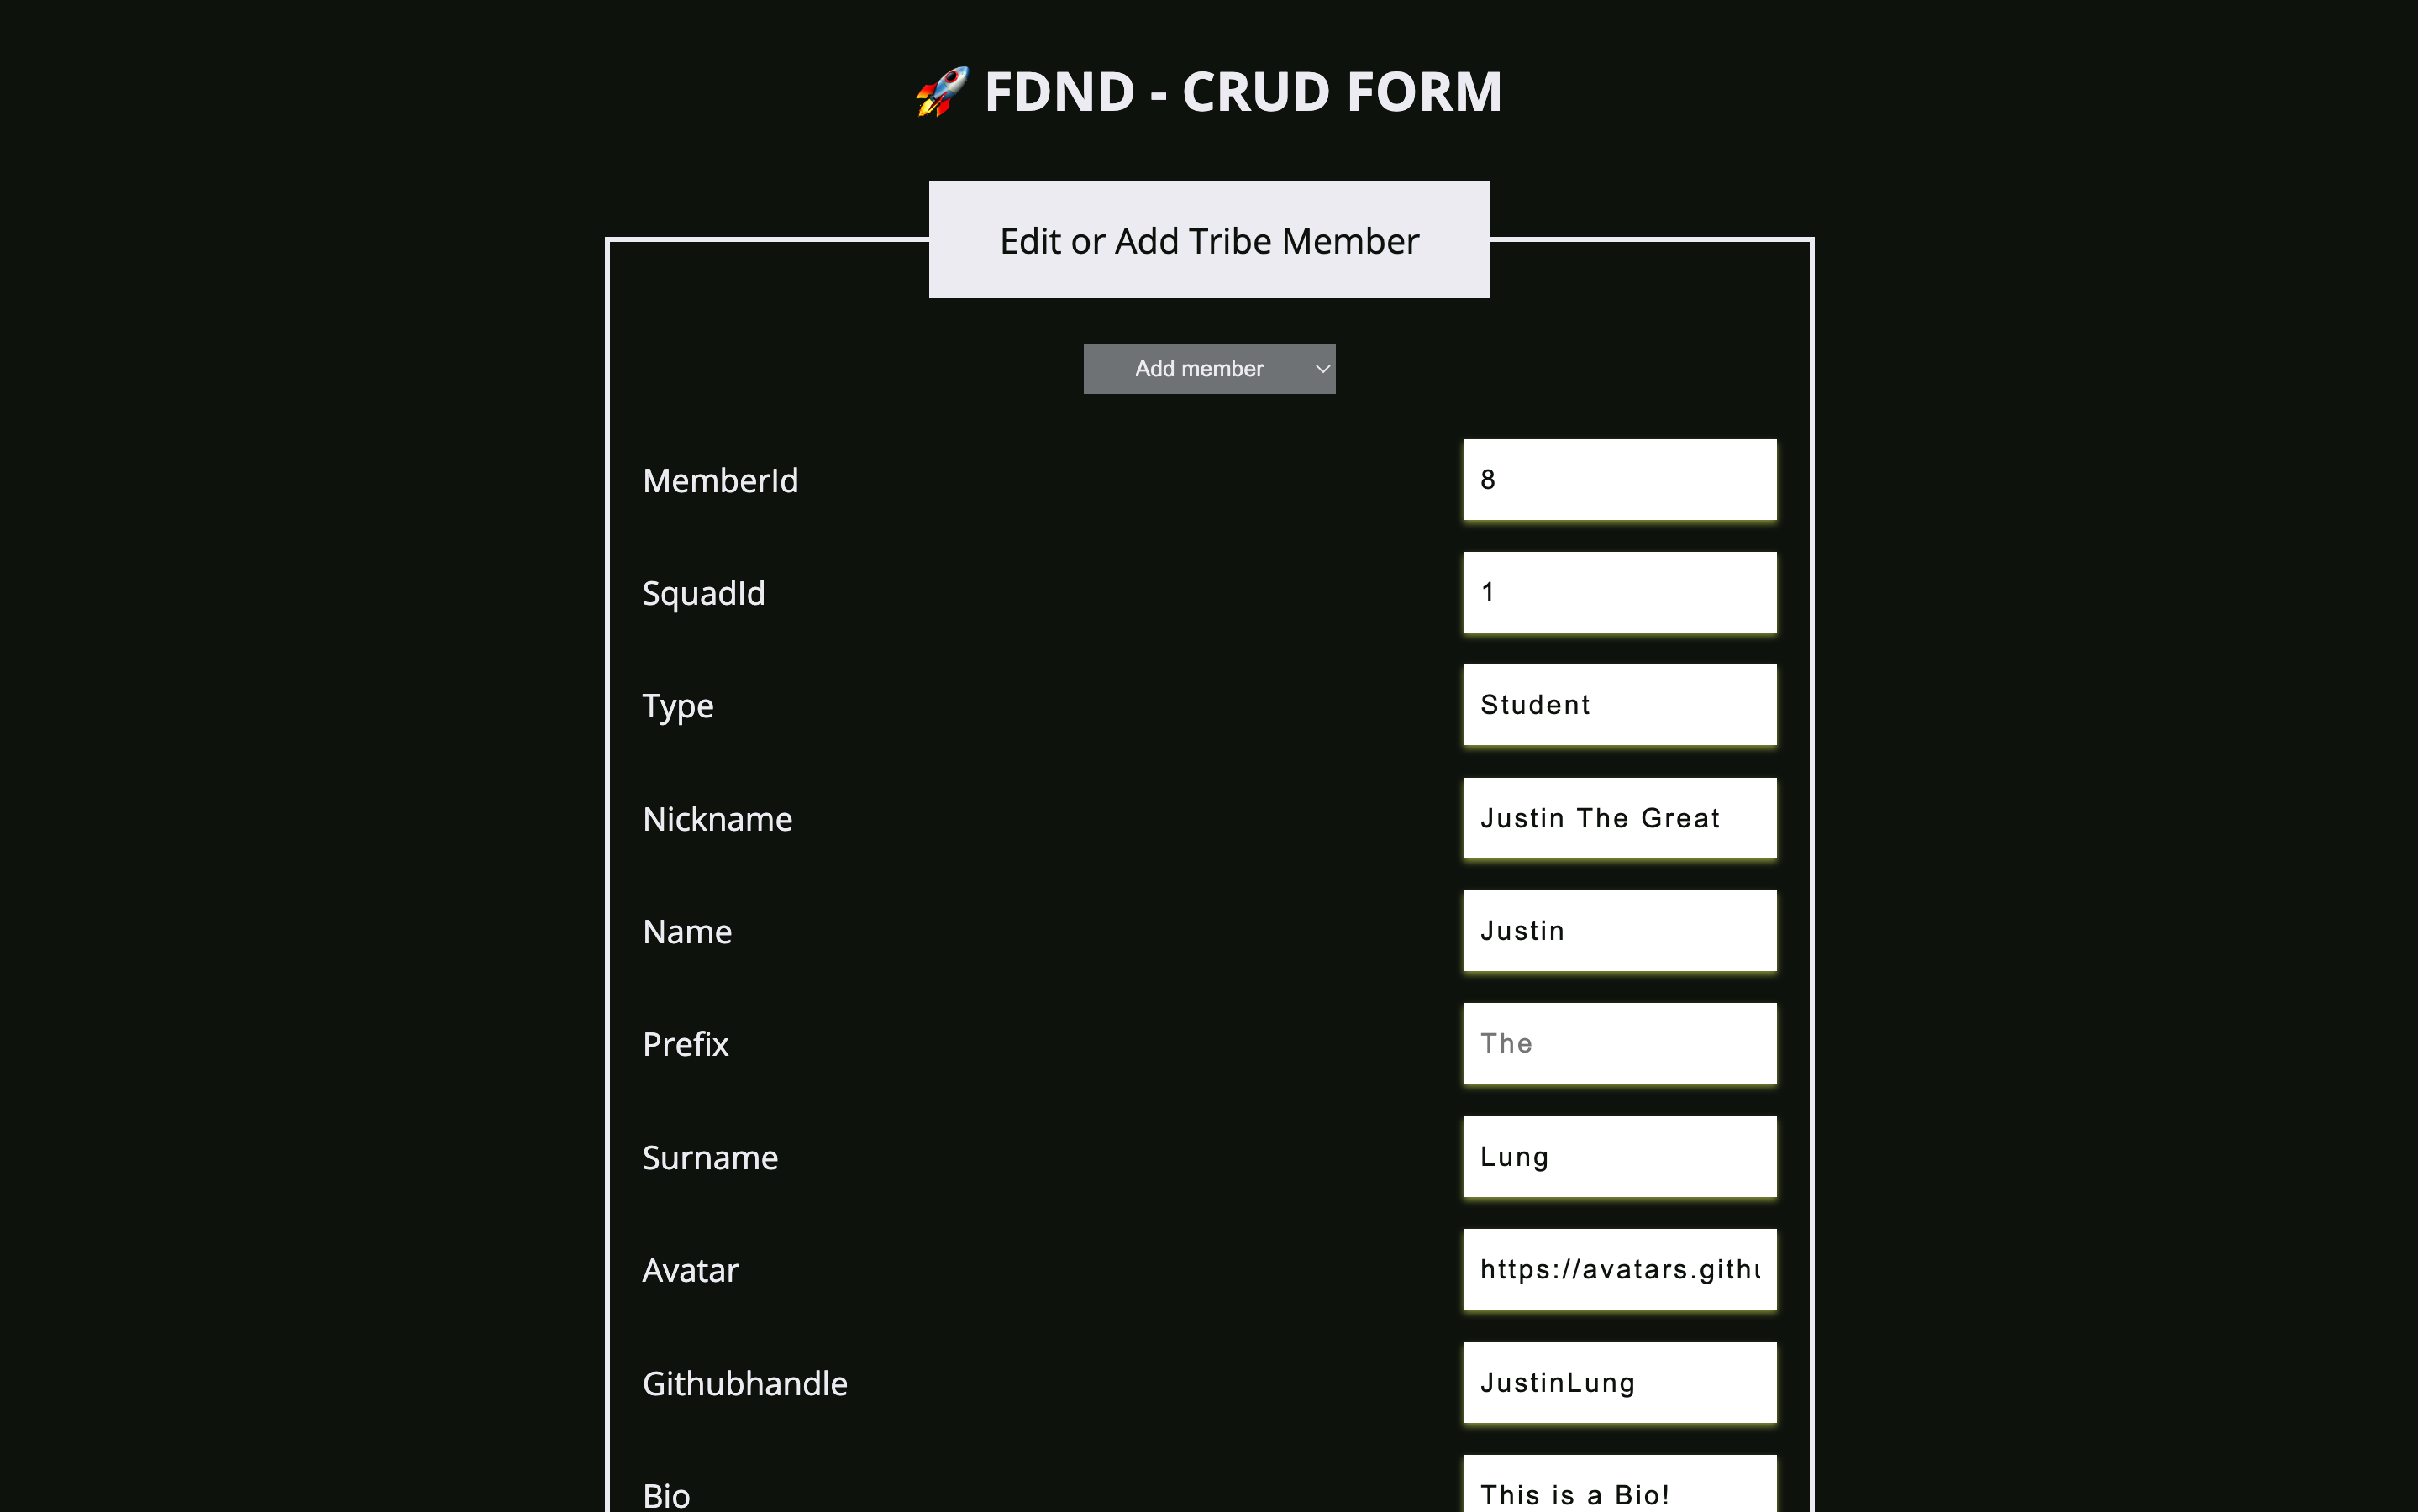 🚀 FDND - CRUD FORM
Edit or Add Tribe Member
Add member
MemberId 8
SquadId 1
Type Student
Nickname Justin The Great
Name Justin
Prefix The
Surname Lung
Avatar https://avatars.githu
Githubhandle JustinLung
Bio This is a Bio!